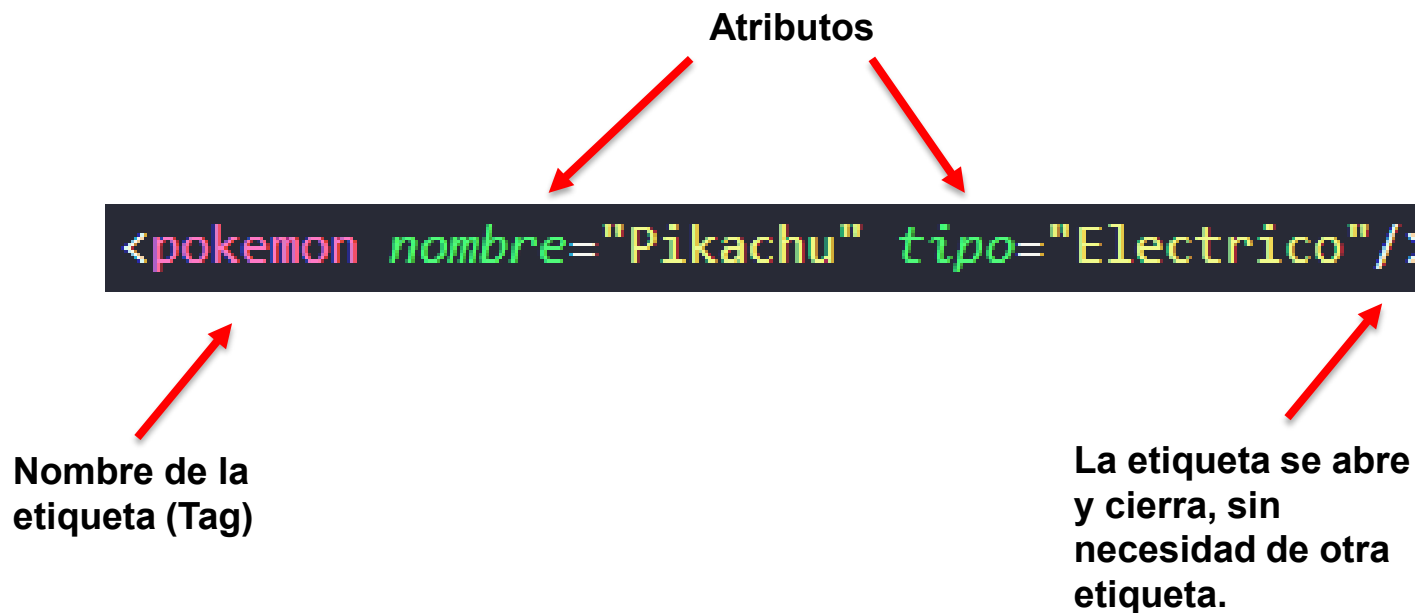 Atributos
<pokemon nombre="Pikachu" tipo="Electrico"/>
Nombre de la
etiqueta (Tag)
La etiqueta se abre
y cierra, sin
necesidad de otra
etiqueta.